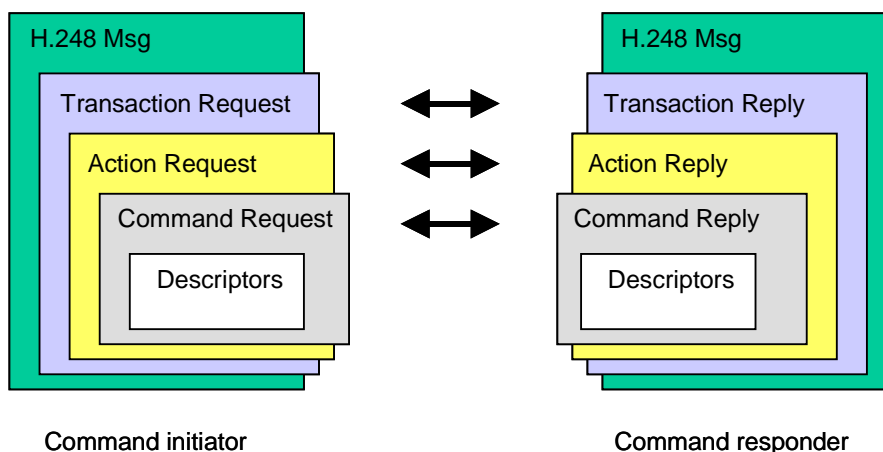 H.248 Msg
Transaction Request
Action Request
Command Request
Descriptors
Command initiator
H.248 Msg
Transaction Reply
Action Reply
Command Reply
Descriptors
Command responder